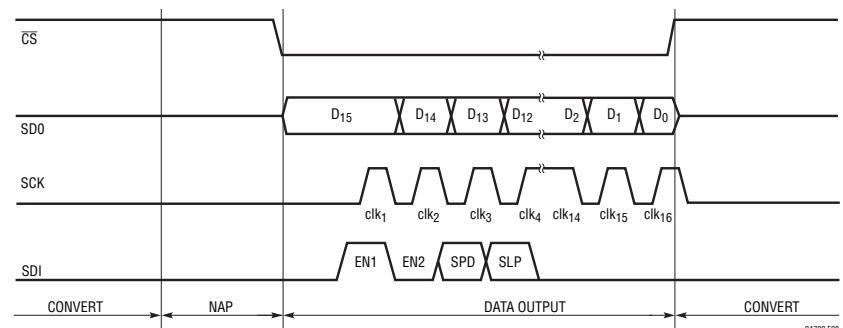 CS
SD0
D15 D14 D13 D12 D2 D1 D0
SCK
clk1 clk2 clk3 clk4 clk14 clk15 clk16
SDI
EN1 EN2 SPD SLP
CONVERT NAP DATA OUTPUT CONVERT